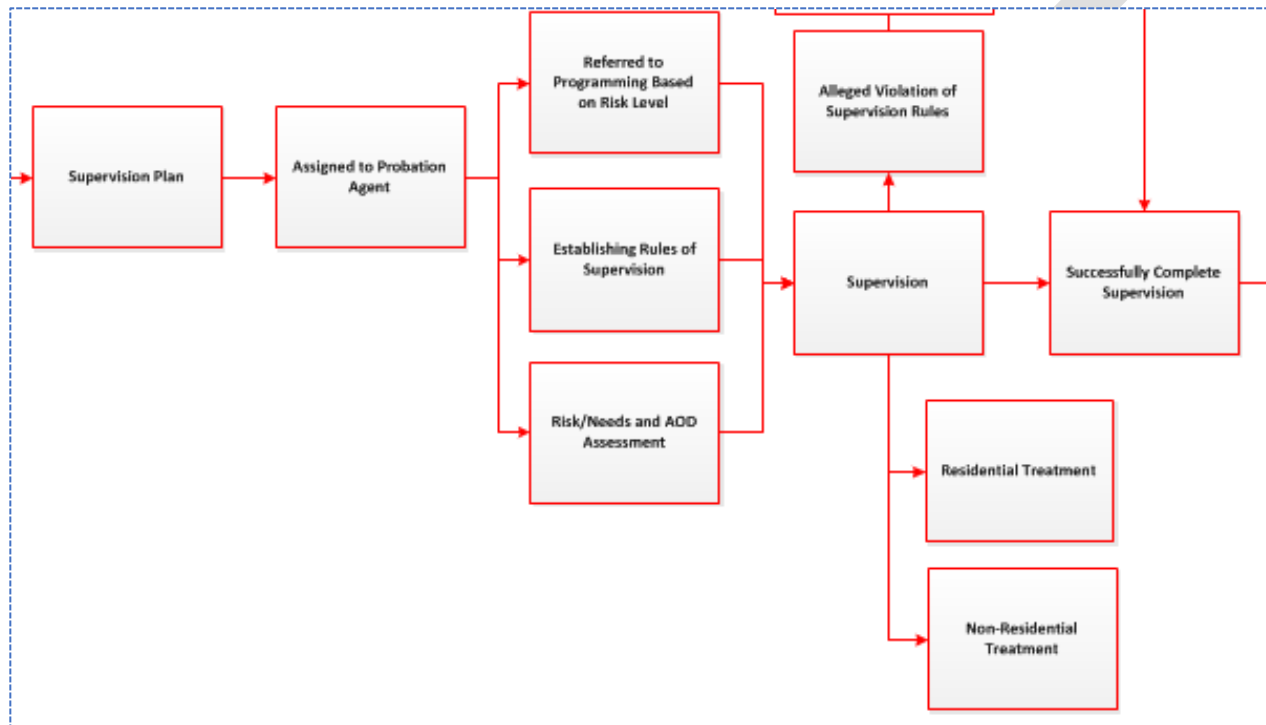 Supervision Plan
Assigned to Probation
Agent
Referred to
Programming Based
on Risk Level
Establishing Rules of
Supervision
Risk/Needs and AOD
Assessment
Alleged Violation of
Supervision Rules
Supervision
Successfully Complete
Supervision
Residential Treatment
Non-Residential
Treatment